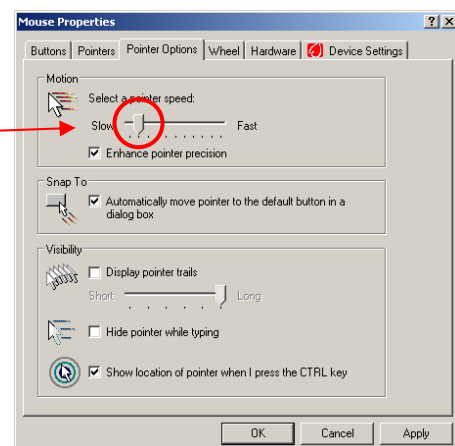 Mouse Properties
Buttons Pointers Pointer Options Wheel Hardware Device Settings
Motion
Select a pointer speed:
Slow Fast
Enhance pointer precision
Snap To
Automatically move pointer to the default button in a
dialog box
Visibility
Display pointer trails
Short Long
Hide pointer while typing
Show location of pointer when I press the CTRL key
OK Cancel Apply